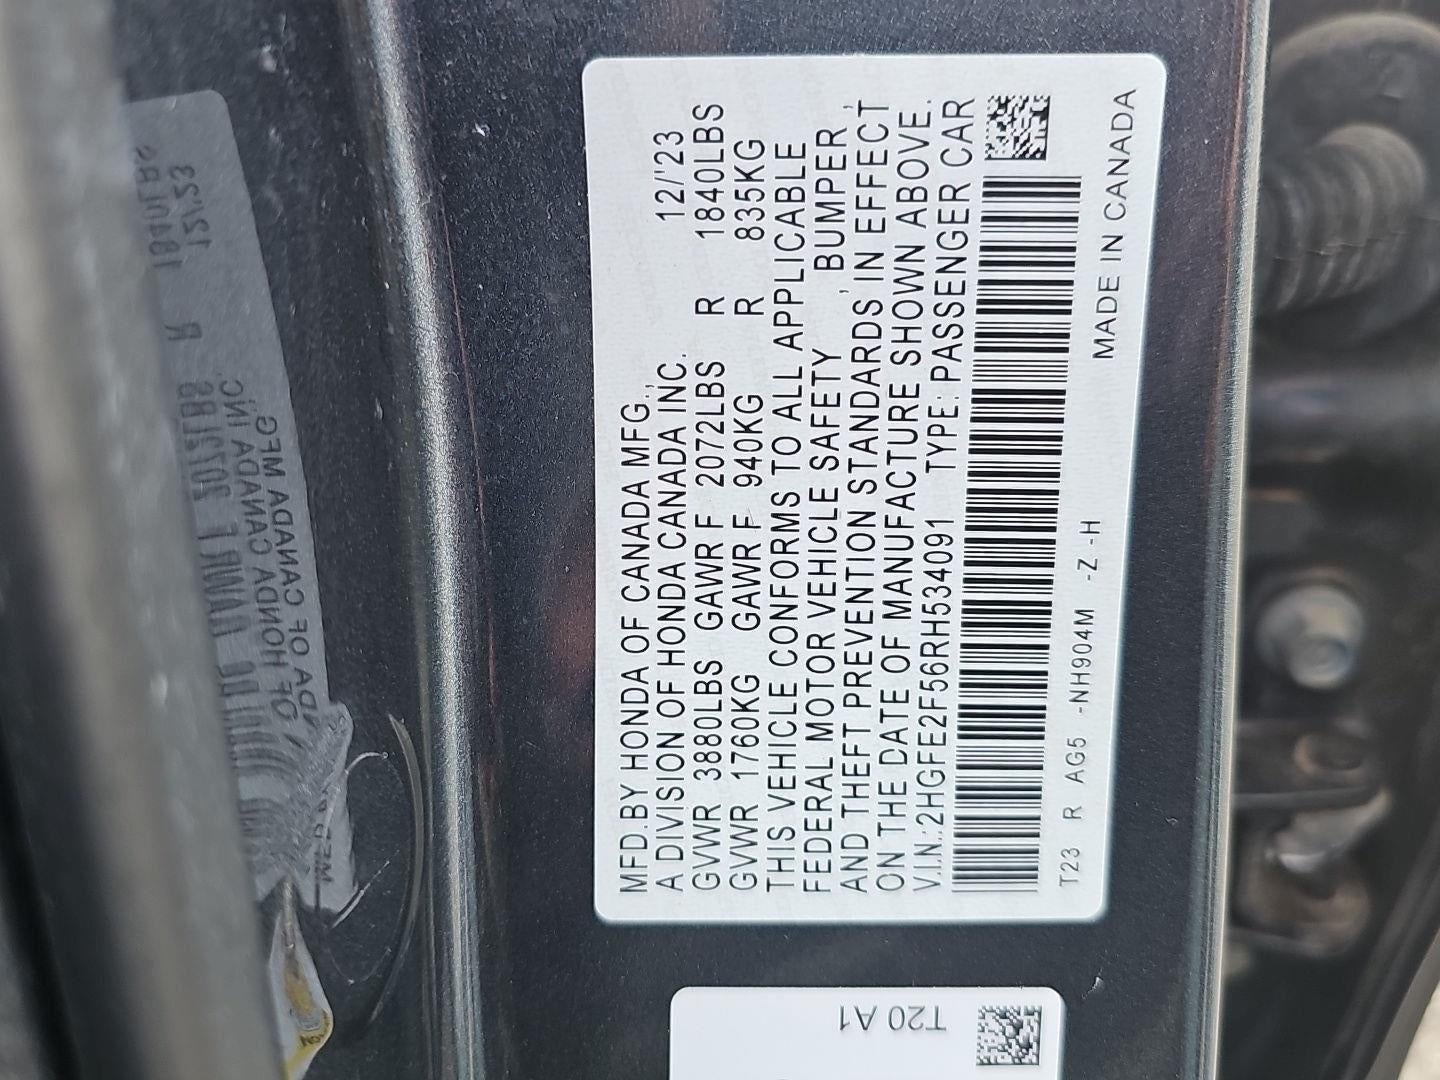 MFD.BY HONDA OF CANADA MFG.,
A DIVISION OF HONDA CANADA INC. 12/'23
GVWR 3880LBS GAWR F 2072LBS R 1840LBS
GVWR 1760KG GAWR F 940KG R 835KG
THIS VEHICLE CONFORMS TO ALL APPLICABLE
FEDERAL MOTOR VEHICLE SAFETY, BUMPER,
AND THEFT PREVENTION STANDARDS IN EFFECT
ON THE DATE OF MANUFACTURE SHOWN ABOVE.
V.I.N.:2HGFE2F56RH534091 TYPE:PASSENGER CAR
T23 R AG5 -NH904M -Z -H MADE IN CANADA
T20 A1